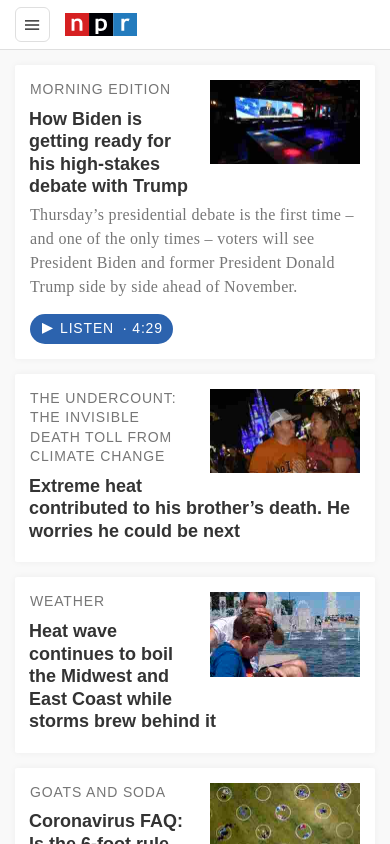 npr
MORNING EDITION
How Biden is
getting ready for
his high-stakes
debate with Trump
Thursday’s presidential debate is the first time –
and one of the only times – voters will see
President Biden and former President Donald
Trump side by side ahead of November.
LISTEN · 4:29
THE UNDERCOUNT:
THE INVISIBLE
DEATH TOLL FROM
CLIMATE CHANGE
Extreme heat
contributed to his brother’s death. He
worries he could be next
WEATHER
Heat wave
continues to boil
the Midwest and
East Coast while
storms brew behind it
GOATS AND SODA
Coronavirus FAQ:
Is the 6-foot rule